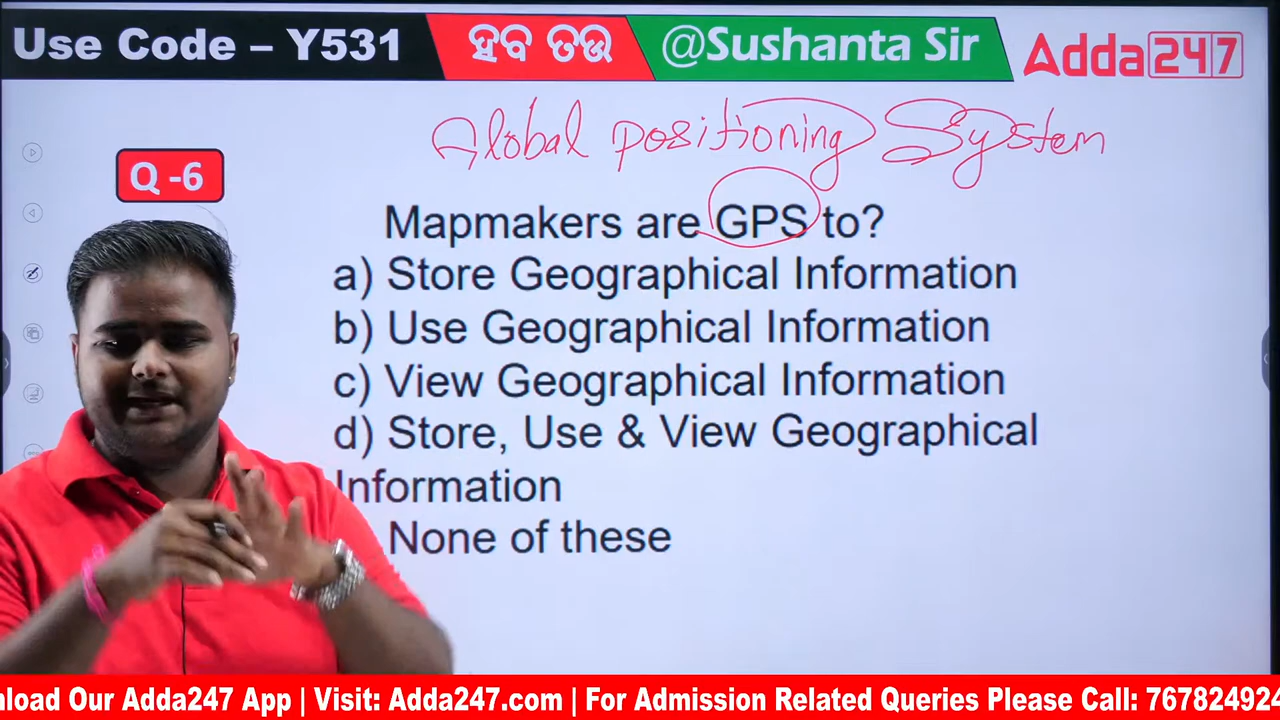 Use Code – Y531
ହବ ତଉ
@Sushanta Sir
Adda247
Global positioning System
Q -6
Mapmakers are GPS to?
a) Store Geographical Information
b) Use Geographical Information
c) View Geographical Information
d) Store, Use & View Geographical
Information
None of these
Our Adda247 App | Visit: Adda247.com | For Admission Related Queries Please Call: 767824924